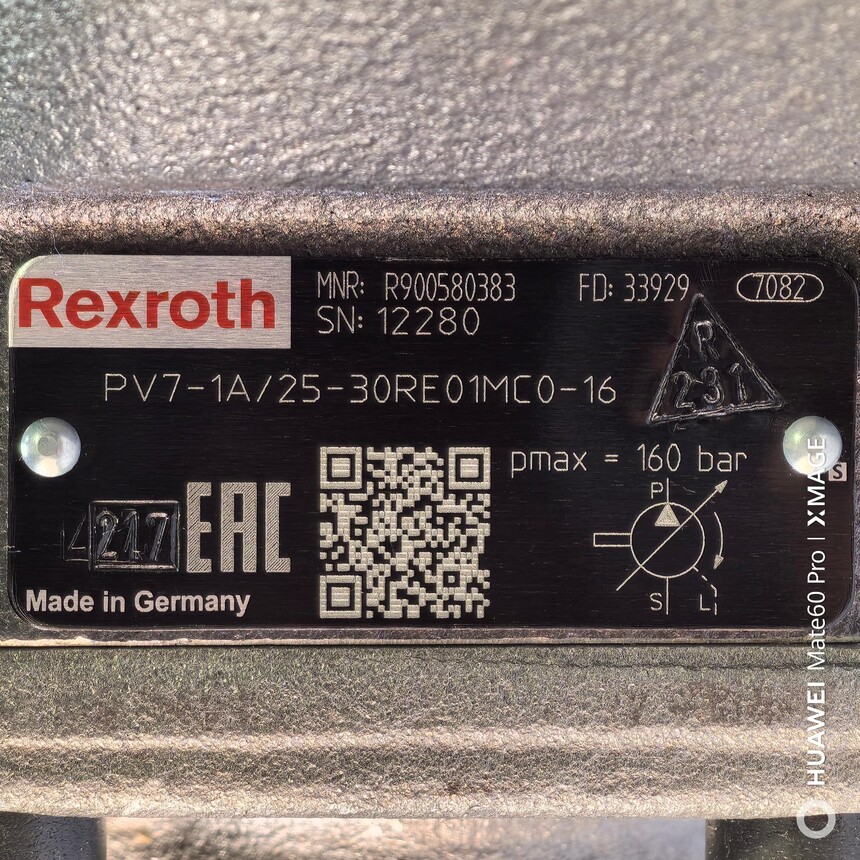 Rexroth
MNR: R900580383 FD: 33929 7082
SN: 12280
PV7-1A/25-30RE01MC0-16
R
231
pmax = 160 bar
P
S L
217
EAC
Made in Germany
S
HUAWEI Mate60 Pro | XMAGE